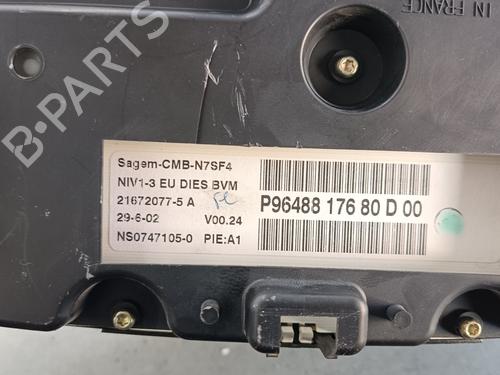 IN FRANCE
Sagem-CMB-N7SF4
NIV1-3 EU DIES BVM
21672077-5 A
29-6-02 V00.24
NS0747105-0 PIE:A1
P96488 176 80 D 00
B-PARTS